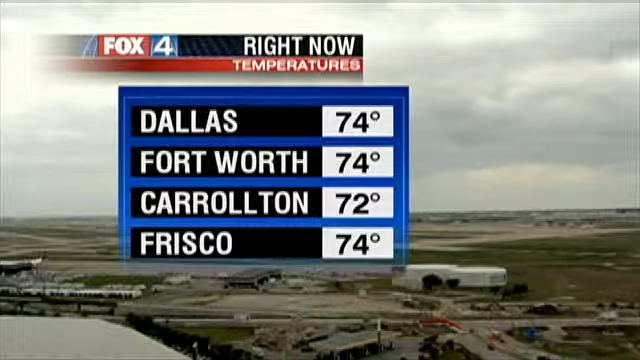 FOX 4 RIGHT NOW
TEMPERATURES
DALLAS 74°
FORT WORTH 74°
CARROLLTON 72°
FRISCO 74°